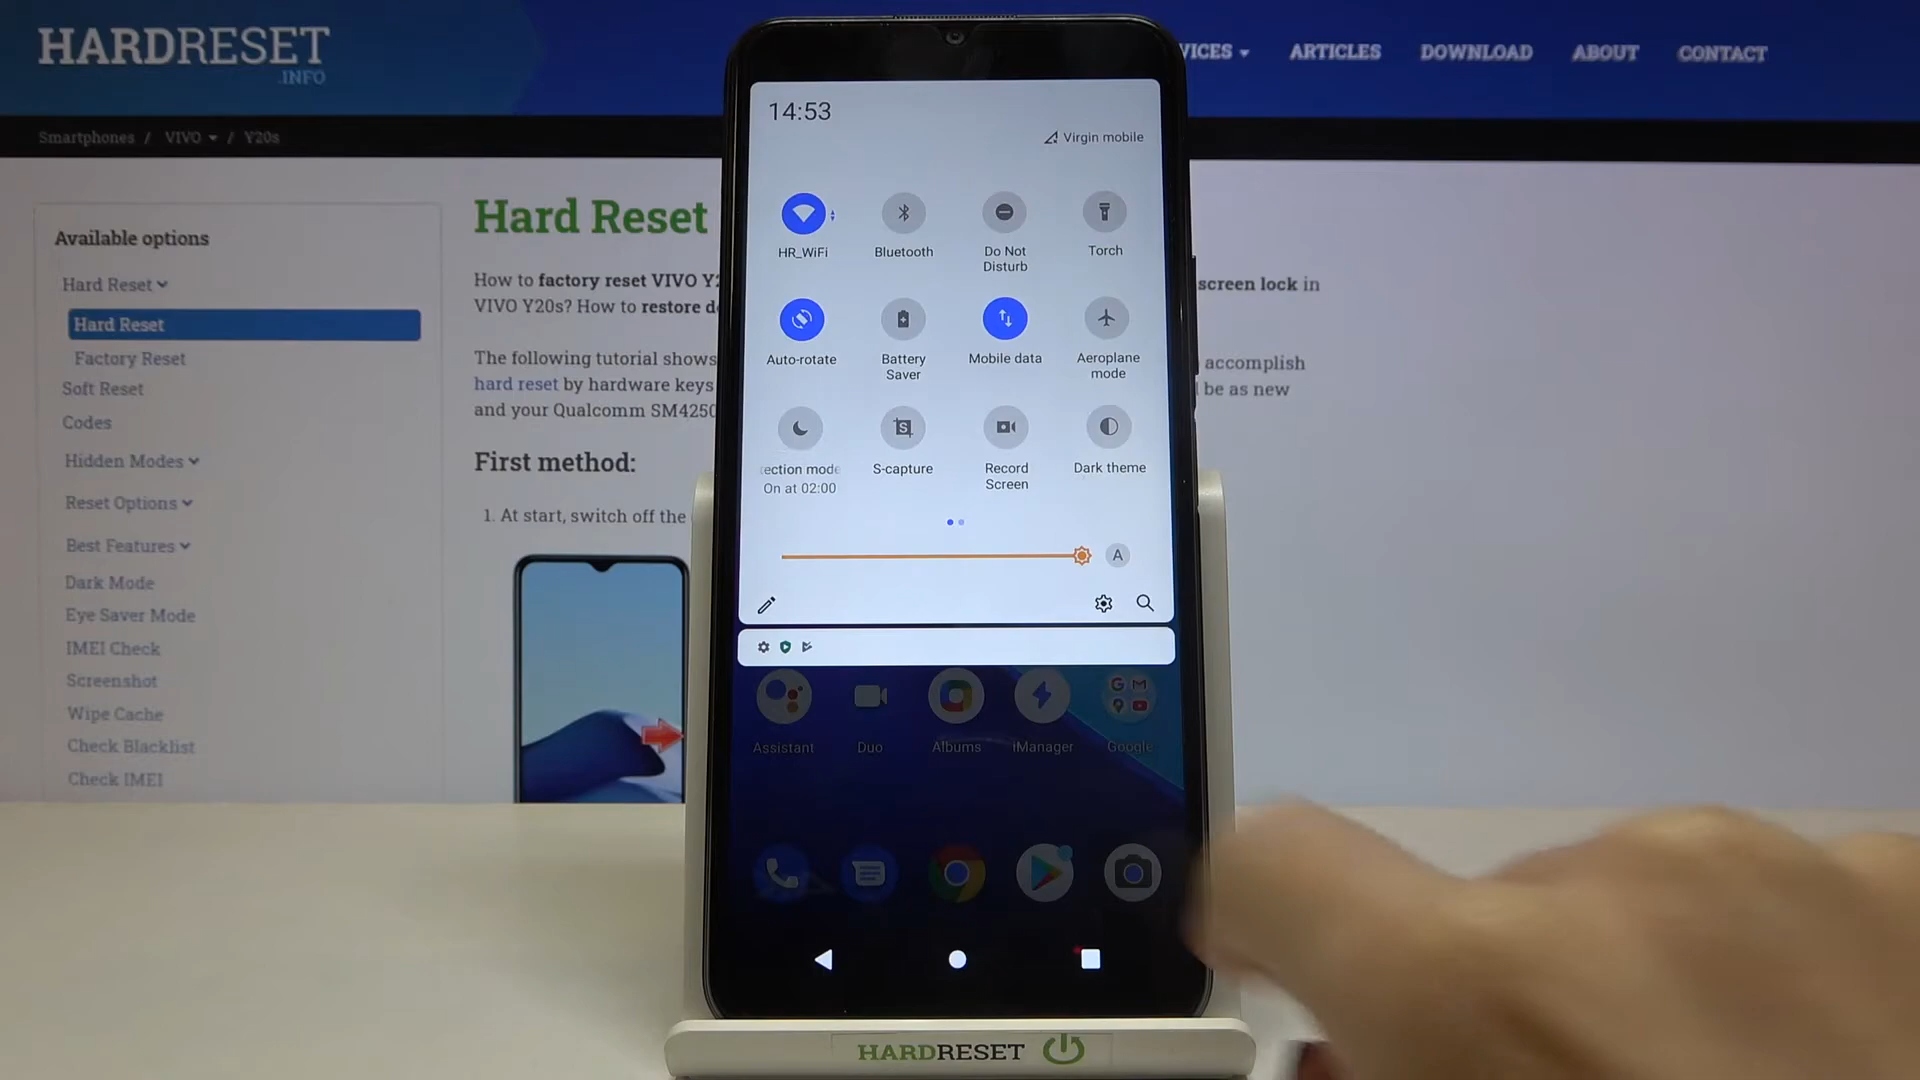 HARDRESET
.INFO
VICES
ARTICLES
DOWNLOAD
ABOUT
CONTACT
Smartphones / VIVO / Y20s
Available options
Hard Reset
Hard Reset
Factory Reset
Soft Reset
Codes
Hidden Modes
Reset Options
Best Features
Dark Mode
Eye Saver Mode
IMEI Check
Screenshot
Wipe Cache
Check Blacklist
Check IMEI
Hard Reset
How to factory reset VIVO Y2
screen lock in
VIVO Y20s? How to restore d
The following tutorial shows
accomplish
hard reset by hardware keys
be as new
and your Qualcomm SM4250
First method:
1. At start, switch off the
14:53
Virgin mobile
HR_WiFi
Bluetooth
Do Not
Disturb
Torch
Auto-rotate
Battery
Saver
Mobile data
Aeroplane
mode
ection mode
On at 02:00
S-capture
Record
Screen
Dark theme
A
Assistant
Duo
Albums
iManager
Google
HARDRESET